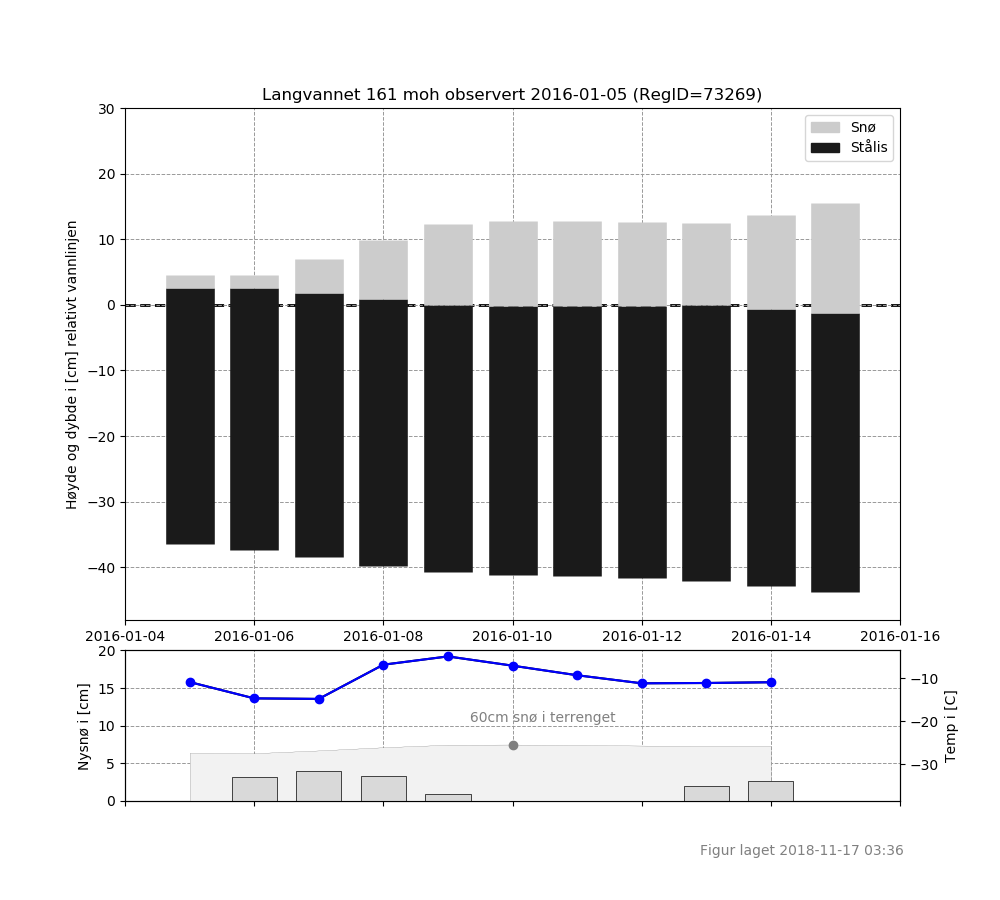 Langvannet 161 moh observert 2016-01-05 (RegID=73269)
Snø
Stålis
Høyde og dybde i [cm] relativt vannlinjen
30
20
10
0
−10
−20
−30
−40
2016-01-04 2016-01-06 2016-01-08 2016-01-10 2016-01-12 2016-01-14 2016-01-16
Nysnø i [cm]
20
15
10
5
0
60cm snø i terrenget
−10
−20
−30
Temp i [C]
Figur laget 2018-11-17 03:36